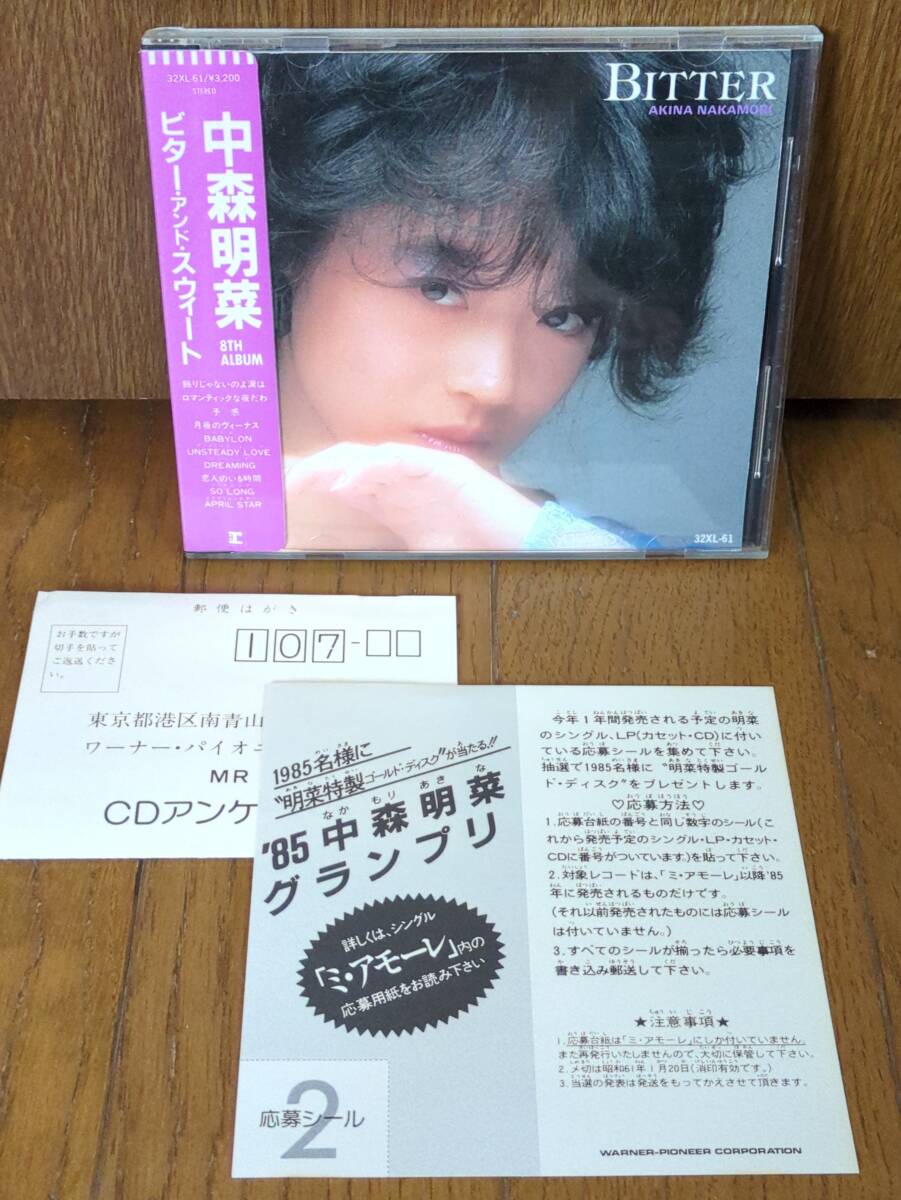 32XL-61/¥3,200
STEREO
中森明菜
8TH
ALBUM
ビター・アンド・スウィート
飾りじゃないのよ涙は
ロマンティックな夜だわ
予感
月夜のヴィーナス
BABYLON
UNSTEADY LOVE
DREAMING
恋人のいる時間
SO LONG
APRIL STAR
BITTER
AKINA NAKAMORI
32XL-61
郵便はがき
お手数ですが
切手を貼って
ご返送くださ
い。
107-
東京都港区南青山
ワーナー・パイオニ
MR
CDアンケ
1985名様に
"明菜特製ゴールド・ディスク"が当たる!!
'85中森明菜
グランプリ
詳しくは、シングル
「ミ・アモーレ」内の
応募用紙をお読み下さい
2
応募シール
今年1年間発売される予定の明菜
のシングル、LP(カセット・CD)に付い
ている応募シールを集めて下さい。
抽選で1985名様に"明菜特製ゴール
ド・ディスク"をプレゼントします。
♡応募方法♡
1.応募台紙の番号と同じ数字のシール(こ
れから発売予定のシングル・LP・カセット・
CDに番号がついています。)を貼って下さい。
2.対象レコードは、「ミ・アモーレ」以降'85
年に発売されるものだけです。
(それ以前発売されたものには応募シール
は付いていません。)
3.すべてのシールが揃ったら必要事項を
書き込み郵送して下さい。
★注意事項★
1.応募台紙は「ミ・アモーレ」にしか付いていません。
また再発行いたしませんので、大切に保管して下さい。
2.〆切は昭和61年1月20日(消印有効です。)
3.当選の発表は発送をもってかえさせて頂きます。
WARNER-PIONEER CORPORATION